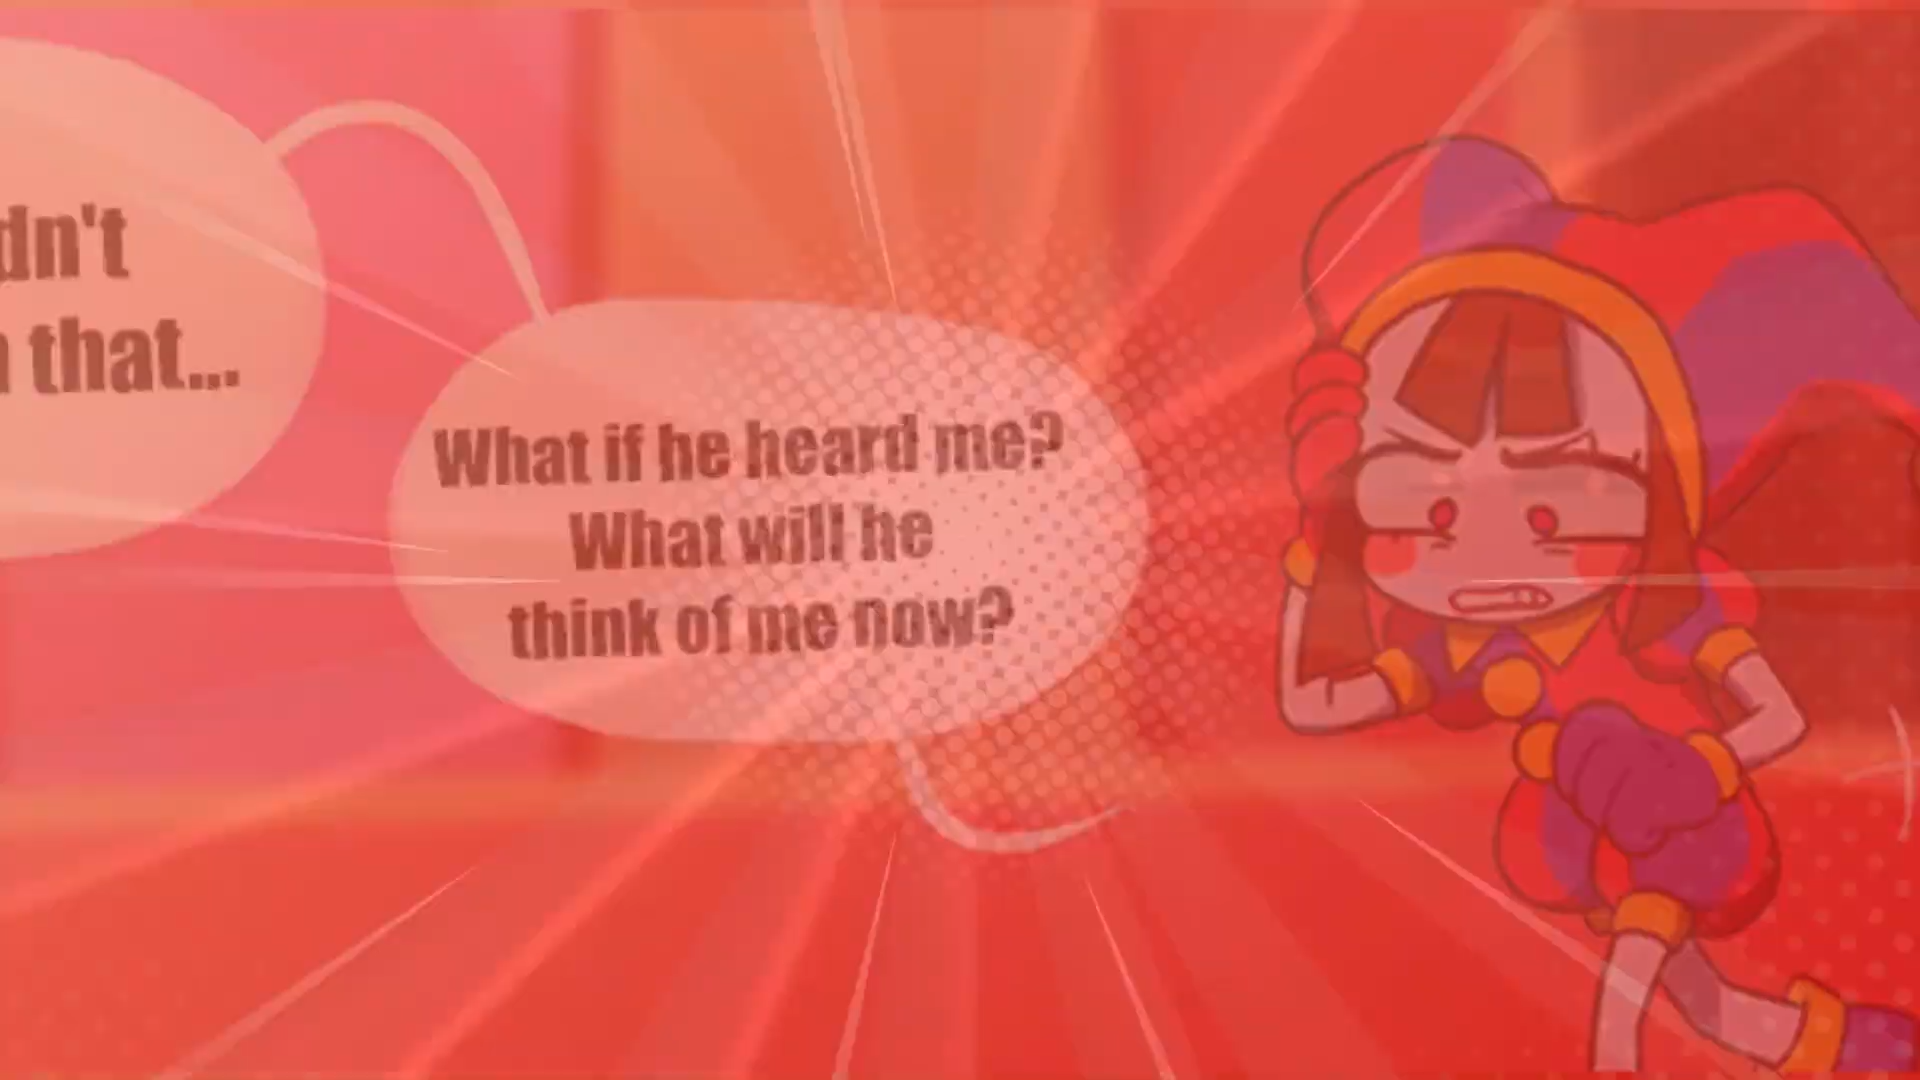 dn't
that...
What if he heard me?
What will he
think of me now?